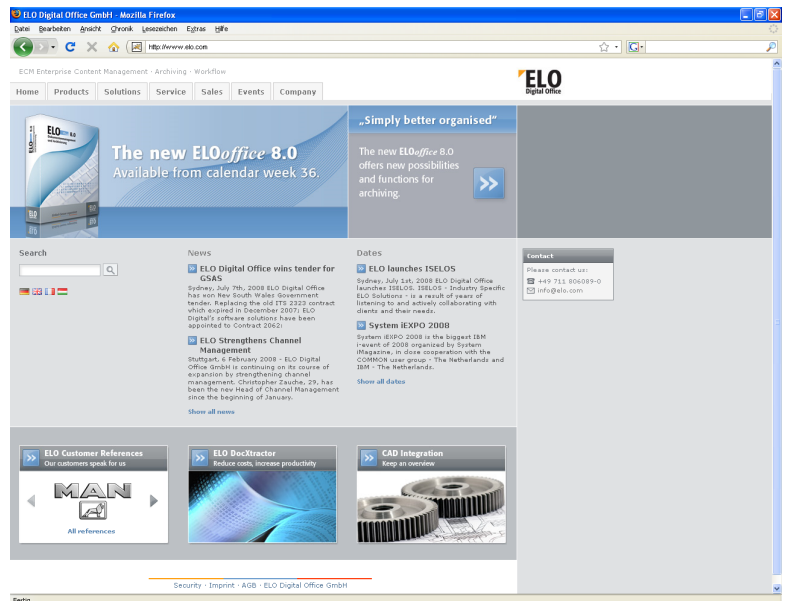 ELO Digital Office GmbH - Mozilla Firefox
Datei Bearbeiten Ansicht Chronik Lesezeichen Extras Hilfe
http://www.elo.com
ECM Enterprise Content Management · Archiving · Workflow
ELO
Digital Office
Home Products Solutions Service Sales Events Company
ELOoffice 8.0
The new ELOoffice 8.0
Available from calendar week 36.
„Simply better organised“
The new ELOoffice 8.0
offers new possibilities
and functions for
archiving.
Search
News
ELO Digital Office wins tender for
GSAS
Sydney, July 7th, 2008 ELO Digital Office
has won New South Wales Government
tender. Replacing the old ITS 2323 contract
which expired in December 2007; ELO
Digital's software solutions have been
appointed to Contract 2062;
ELO Strengthens Channel
Management
Stuttgart, 6 February 2008 - ELO Digital
Office GmbH is continuing on its course of
expansion by strengthening channel
management. Christopher Zauche, 29, has
been the new Head of Channel Management
since the beginning of January.
Show all news
Dates
ELO launches ISELOS
Sydney, July 1st, 2008 ELO Digital Office
launches ISELOS. ISELOS - Industry Specific
ELO Solutions - is a result of years of
listening to and actively collaborating with
clients and their needs.
System iEXPO 2008
System iEXPO 2008 is the biggest IBM
i-event of 2008 organized by System
iMagazine, in close cooperation with the
COMMON user group - The Netherlands and
IBM - The Netherlands.
Show all dates
Contact
Please contact us:
+49 711 806089-0
info@elo.com
ELO Customer References
Our customers speak for us
MAN
All references
ELO DocXtractor
Reduce costs, increase productivity
CAD Integration
Keep an overview
Security · Imprint · AGB · ELO Digital Office GmbH
Fertig